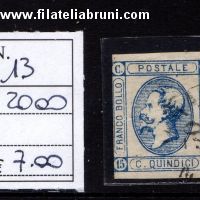 www.filateliabruni.com
N.
13
2000
€ 7.00
C POSTALE
FRANCO BOLLO
15 C. QUINDICI